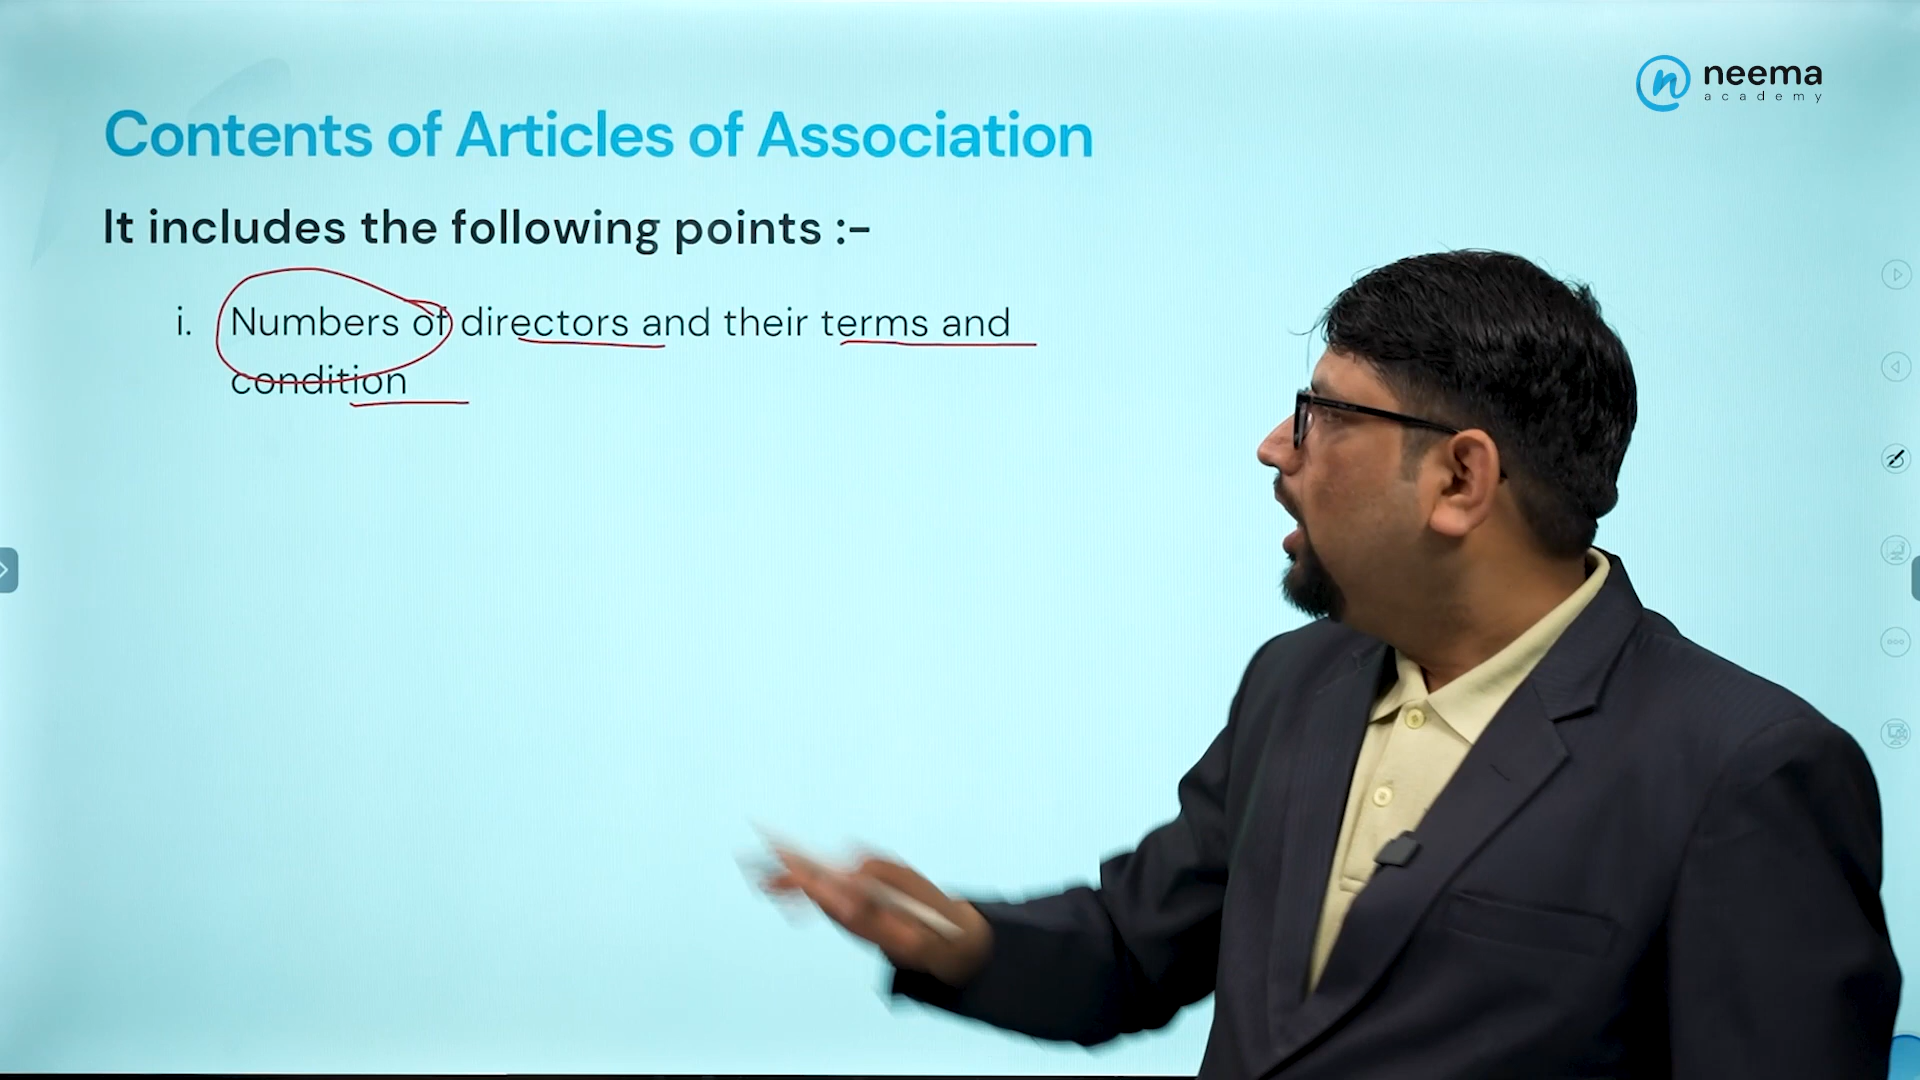 neema
academy
Contents of Articles of Association
It includes the following points :-
i. Numbers of directors and their terms and
condition